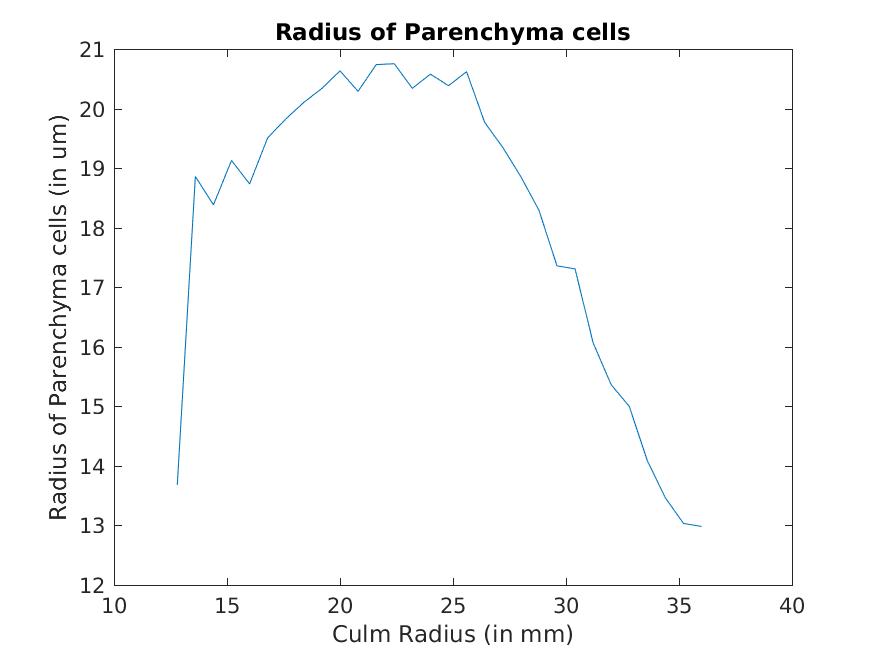 Radius of Parenchyma cells
Radius of Parenchyma cells (in um)
21
20
19
18
17
16
15
14
13
12
10 15 20 25 30 35 40
Culm Radius (in mm)